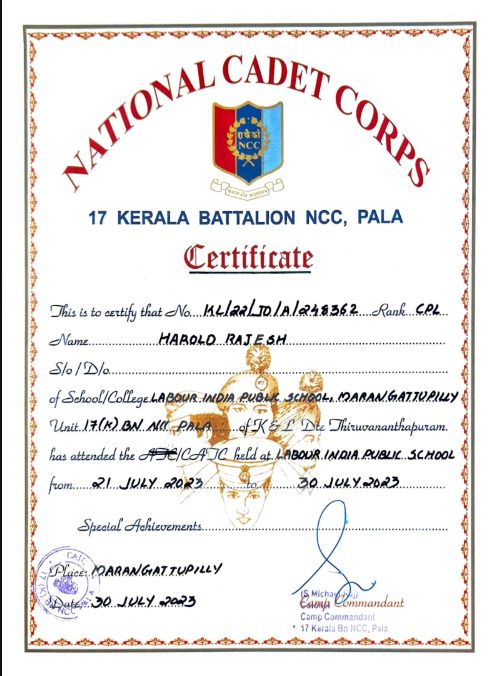 NATIONAL CADET CORPS
NCC
17 KERALA BATTALION NCC, PALA
Certificate
This is to certify that No. KL/22/JD/A/248362 Rank CPL
Name HAROLD RAJESH
S/o / D/o
of School/College LABOUR INDIA PUBLIC SCHOOL, MARANGATTUPILLY
Unit 17(K) BN NCC PALA of K & L Dte Thiruvananthapuram.
has attended the ATC/CATC held at LABOUR INDIA PUBLIC SCHOOL
from 21 JULY 2023 to 30 JULY 2023
Special Achievements
Place: MARANGATTUPILLY
Date: 30 JULY 2023
Camp Commandant
Camp Commandant
17 Kerala Bn NCC, Pala